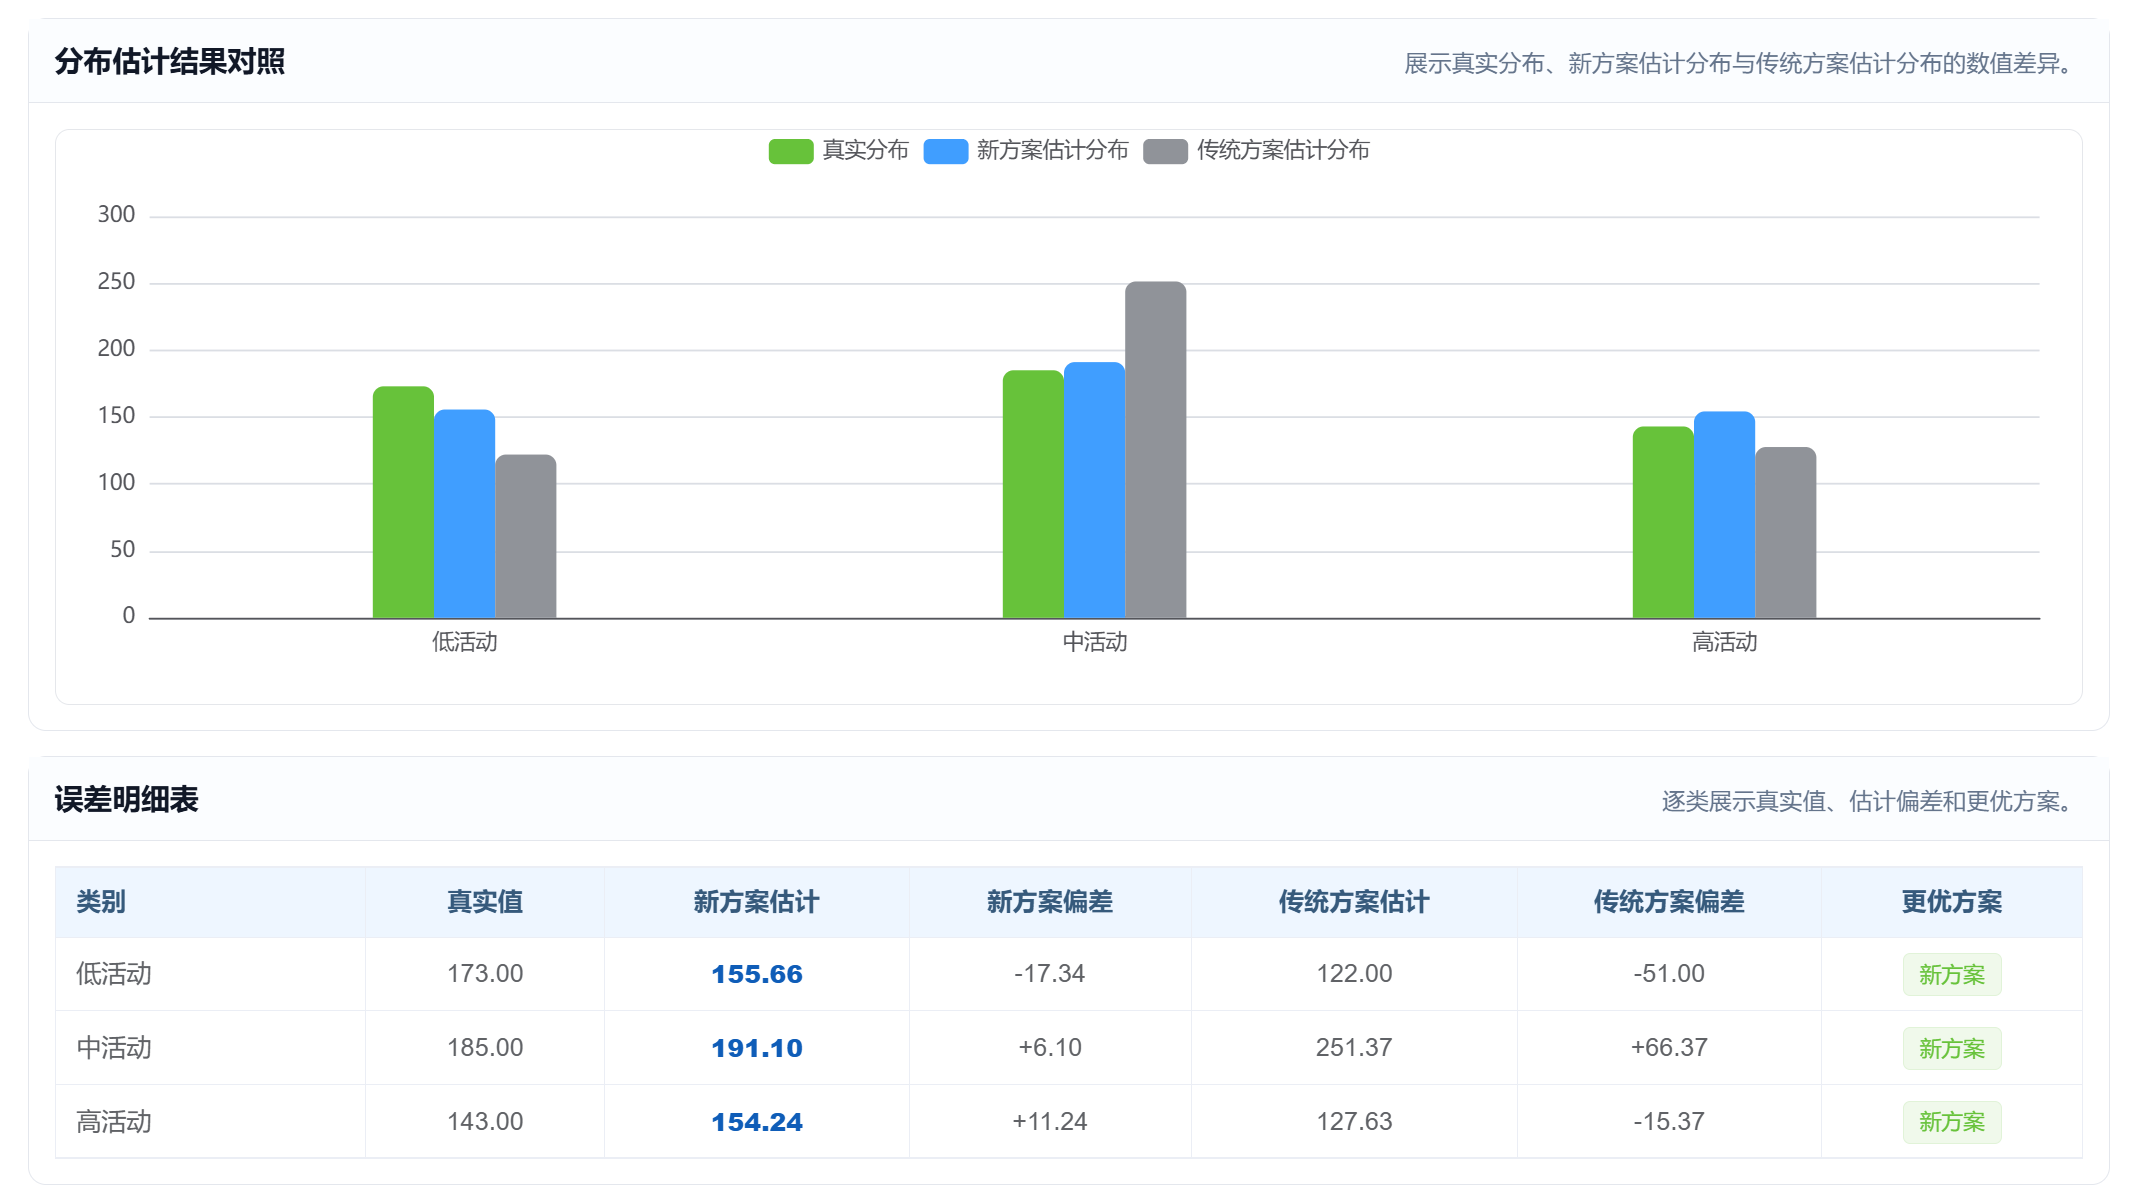 分布估计结果对照
展示真实分布、新方案估计分布与传统方案估计分布的数值差异。
真实分布 新方案估计分布 传统方案估计分布
300
250
200
150
100
50
0
低活动 中活动 高活动
误差明细表
逐类展示真实值、估计偏差和更优方案。
类别 真实值 新方案估计 新方案偏差 传统方案估计 传统方案偏差 更优方案
低活动 173.00 155.66 -17.34 122.00 -51.00 新方案
中活动 185.00 191.10 +6.10 251.37 +66.37 新方案
高活动 143.00 154.24 +11.24 127.63 -15.37 新方案